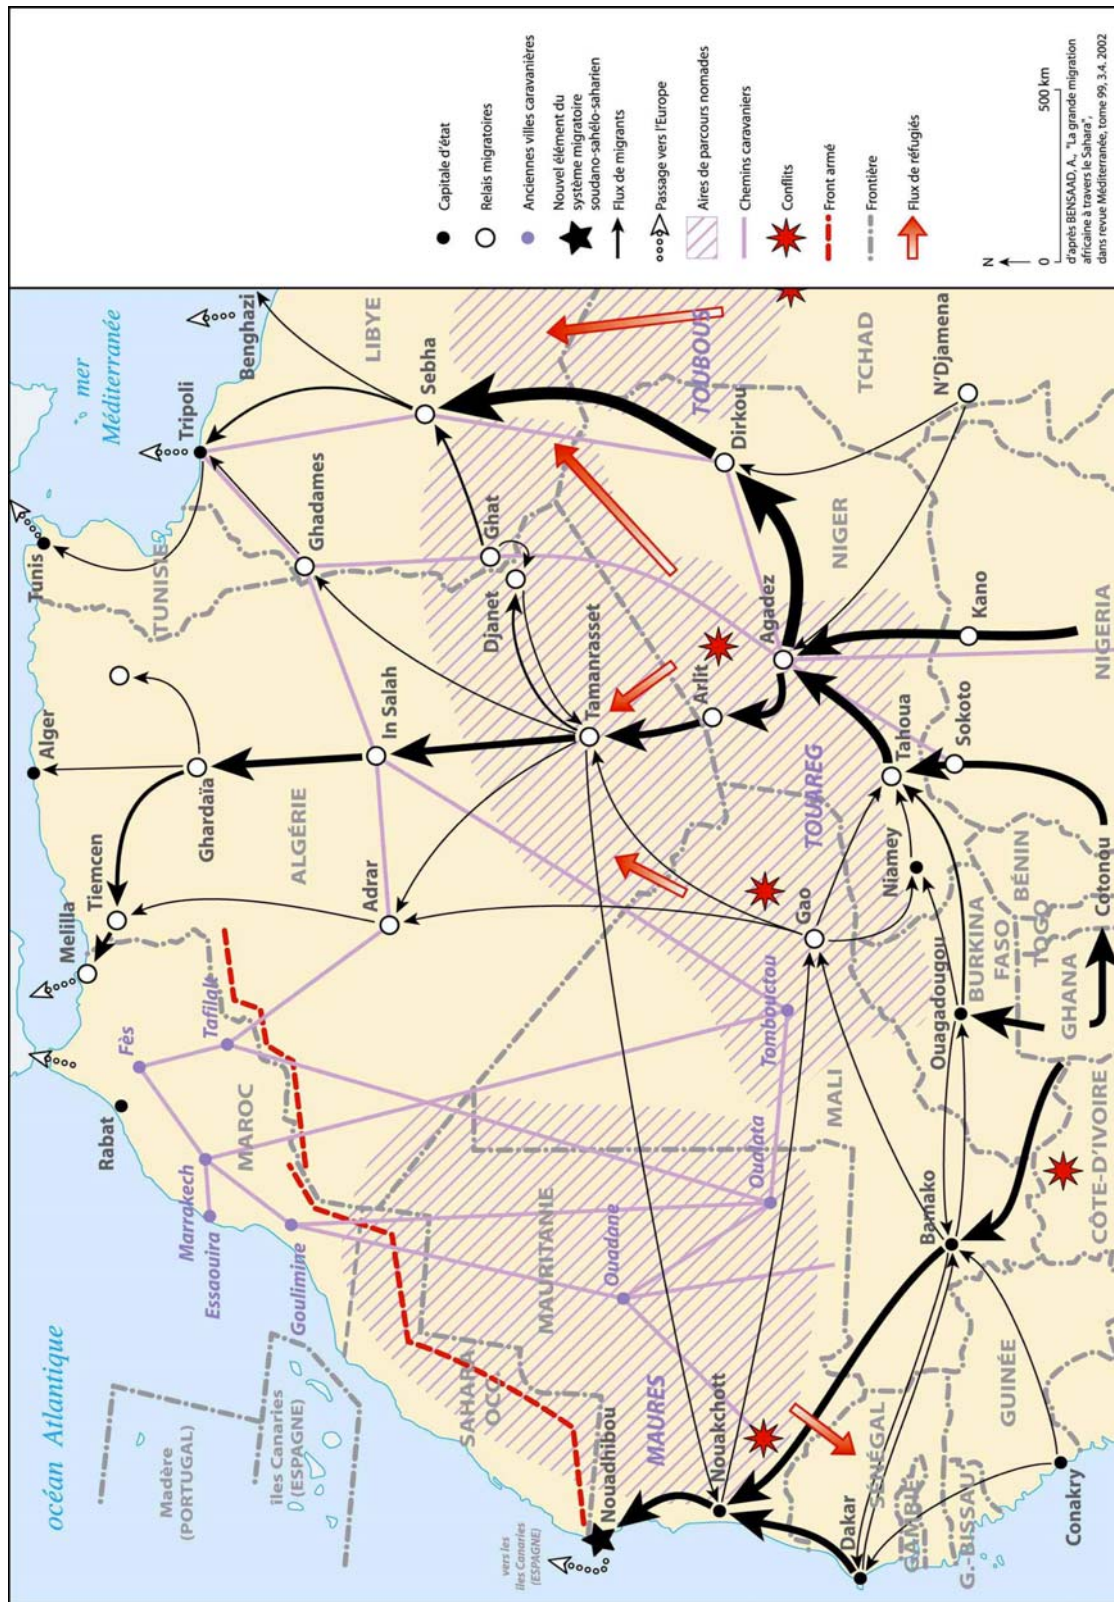 océan Atlantique
Madère
(PORTUGAL)
îles Canaries
(ESPAGNE)
vers les
îles Canaries
(ESPAGNE)
mer
Méditerranée
Rabat
Fès
Marrakech
Essaouira
Goulimine
Tafilalt
MAROC
Melilla
Tiemcen
Alger
Ghardaïa
ALGÉRIE
Adrar
In Salah
Tunis
TUNISIE
Tripoli
Benghazi
LIBYE
Ghadames
Sebha
Ghat
Djanet
Tamanrasset
SAHARA
OCC.
Nouadhibou
MAURITANIE
Ouadane
MAURES
Nouakchott
Oualata
Tombouctou
MALI
Gao
TOUAREG
Arlit
Agadez
TOUBOUS
Dirkou
NIGER
TCHAD
N'Djamena
Dakar
SÉNÉGAL
GAMBIE
G.-BISSAU
GUINÉE
Conakry
Bamako
CÔTE-D'IVOIRE
Ouagadougou
BURKINA
FASO
GHANA
TOGO
BÉNIN
Cotonou
Niamey
Tahoua
Sokoto
Kano
NIGERIA
Capitale d'état
Relais migratoires
Anciennes villes caravanières
Nouvel élément du
système migratoire
soudano-sahélo-saharien
Flux de migrants
Passage vers l'Europe
Aires de parcours nomades
Chemins caravaniers
Conflits
Front armé
Frontière
Flux de réfugiés
N
0 500 km
d'après BENSAAD, A., "La grande migration
africaine à travers le Sahara",
dans revue Méditerranée, tome 99, 3.4. 2002